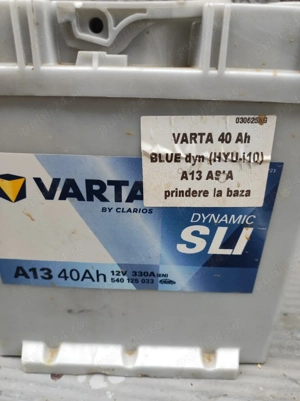 VARTA 40 Ah
BLUE dyn (HYU-I10)
A13 AS*A
prindere la baza
VARTA
BY CLARIOS
DYNAMIC
SLI
A13 40Ah 12V 330A (EN)
540 125 033